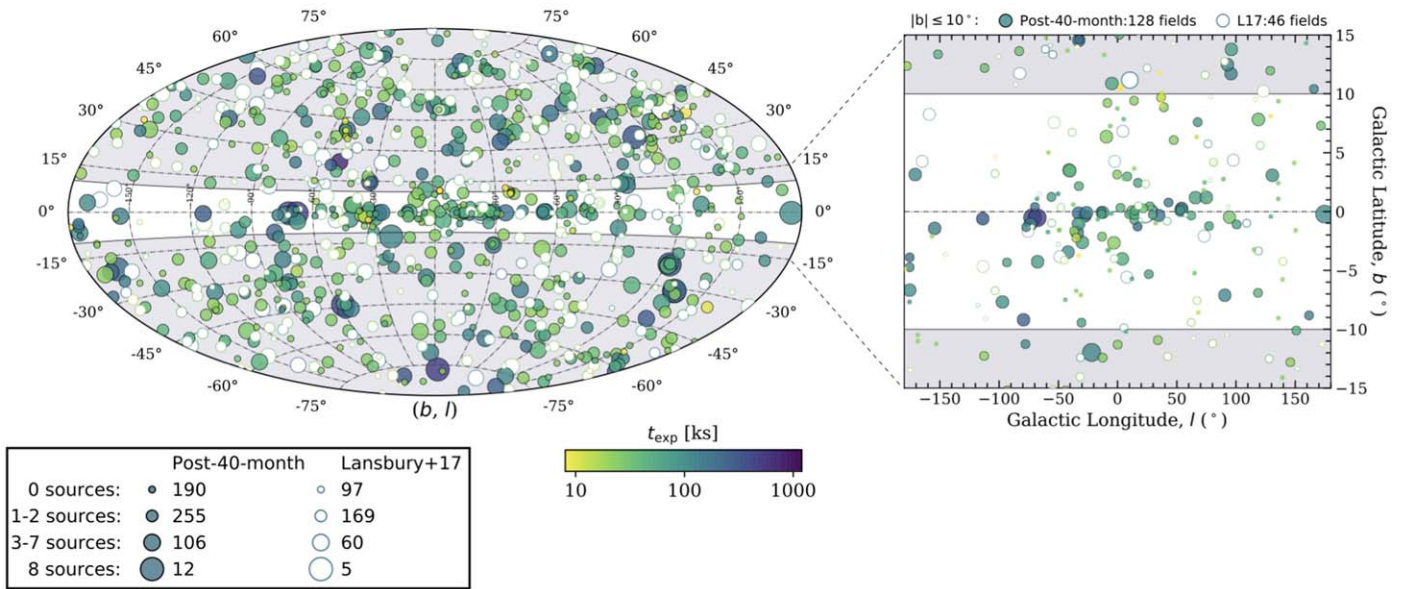 75° 75°
60° 60°
45° 45°
30° 30°
15° 15°
0° 0°
-15° -15°
-30° -30°
-45° -45°
-60° -60°
-75° -75°
(b, l)
|b| ≤ 10°: Post-40-month:128 fields L17:46 fields
15
10
5
0
−5
−10
−15
Galactic Latitude, b (°)
−150 −100 −50 0 50 100 150
Galactic Longitude, l (°)
t_exp [ks]
10 100 1000
Post-40-month Lansbury+17
0 sources: 190 97
1-2 sources: 255 169
3-7 sources: 106 60
8 sources: 12 5